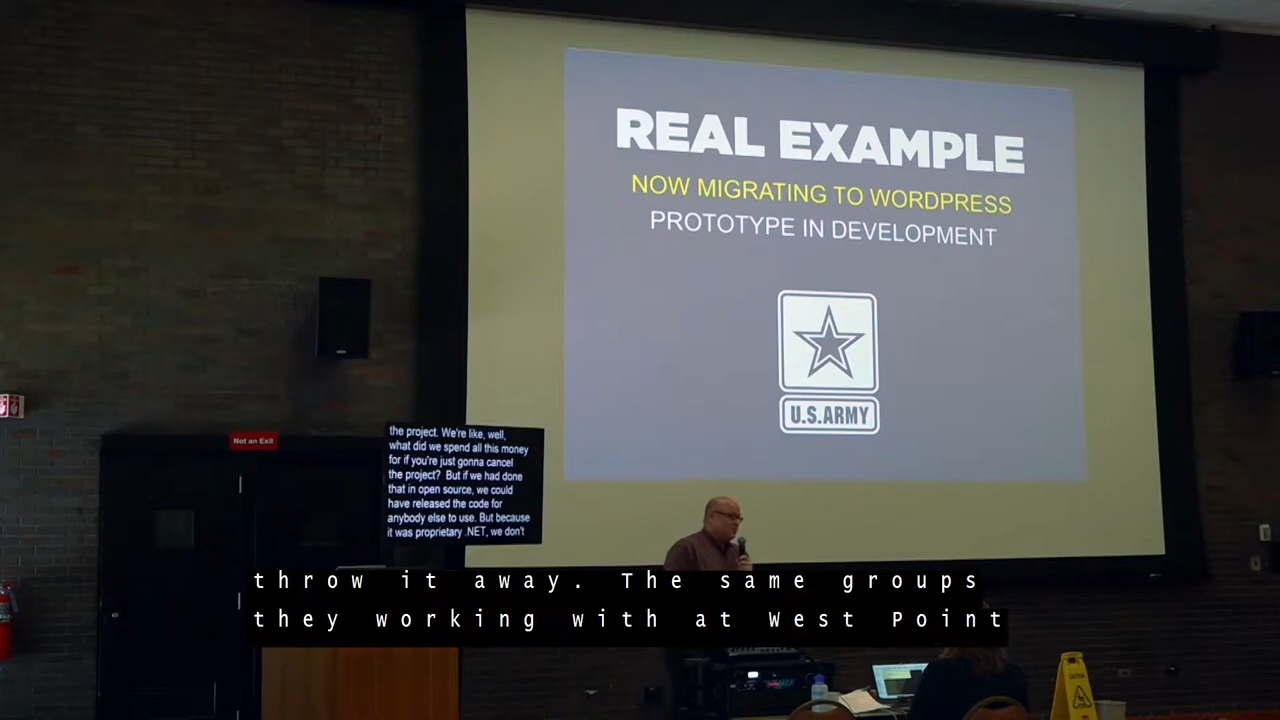 REAL EXAMPLE
NOW MIGRATING TO WORDPRESS
PROTOTYPE IN DEVELOPMENT
U.S.ARMY
Not an Exit
the project. We're like, well,
what did we spend all this money
for if you're just gonna cancel
the project? But if we had done
that in open source, we could
have released the code for
anybody else to use. But because
it was proprietary .NET, we don't
throw it away. The same groups
they working with at West Point
CAUTION